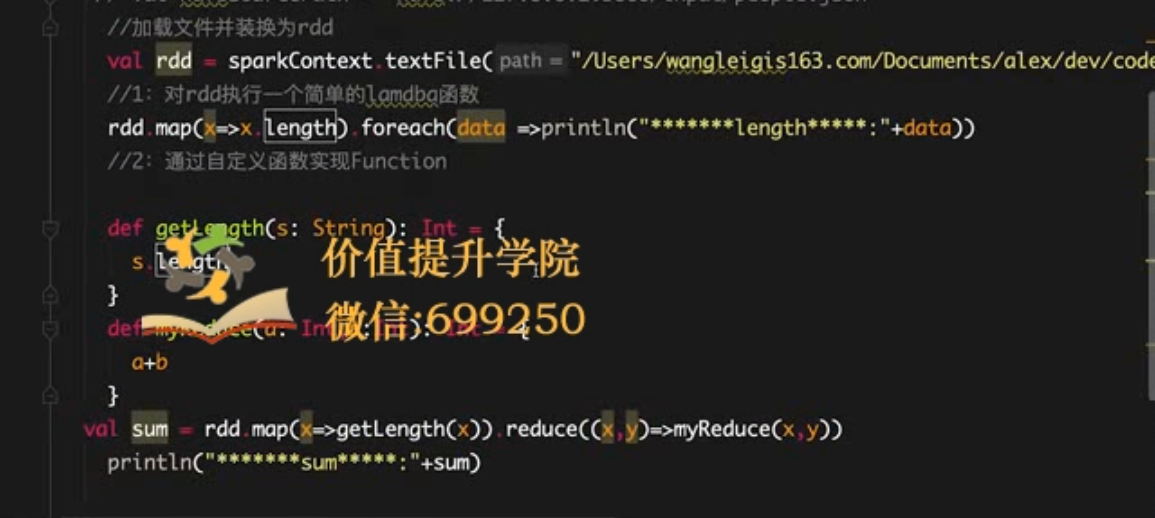 //加载文件并装换为rdd
val rdd = sparkContext.textFile( path = "/Users/wangleigis163.com/Documents/alex/dev/code
//1：对rdd执行一个简单的lamdba函数
rdd.map(x=>x.length).foreach(data =>println("*******length*****:"+data))
//2：通过自定义函数实现Function
def getLength(s: String): Int = {
s.length
价值提升学院
}
微信:699250
def myReduce(a: Int
{
a+b
}
val sum = rdd.map(x=>getLength(x)).reduce((x,y)=>myReduce(x,y))
println("*******sum*****:"+sum)